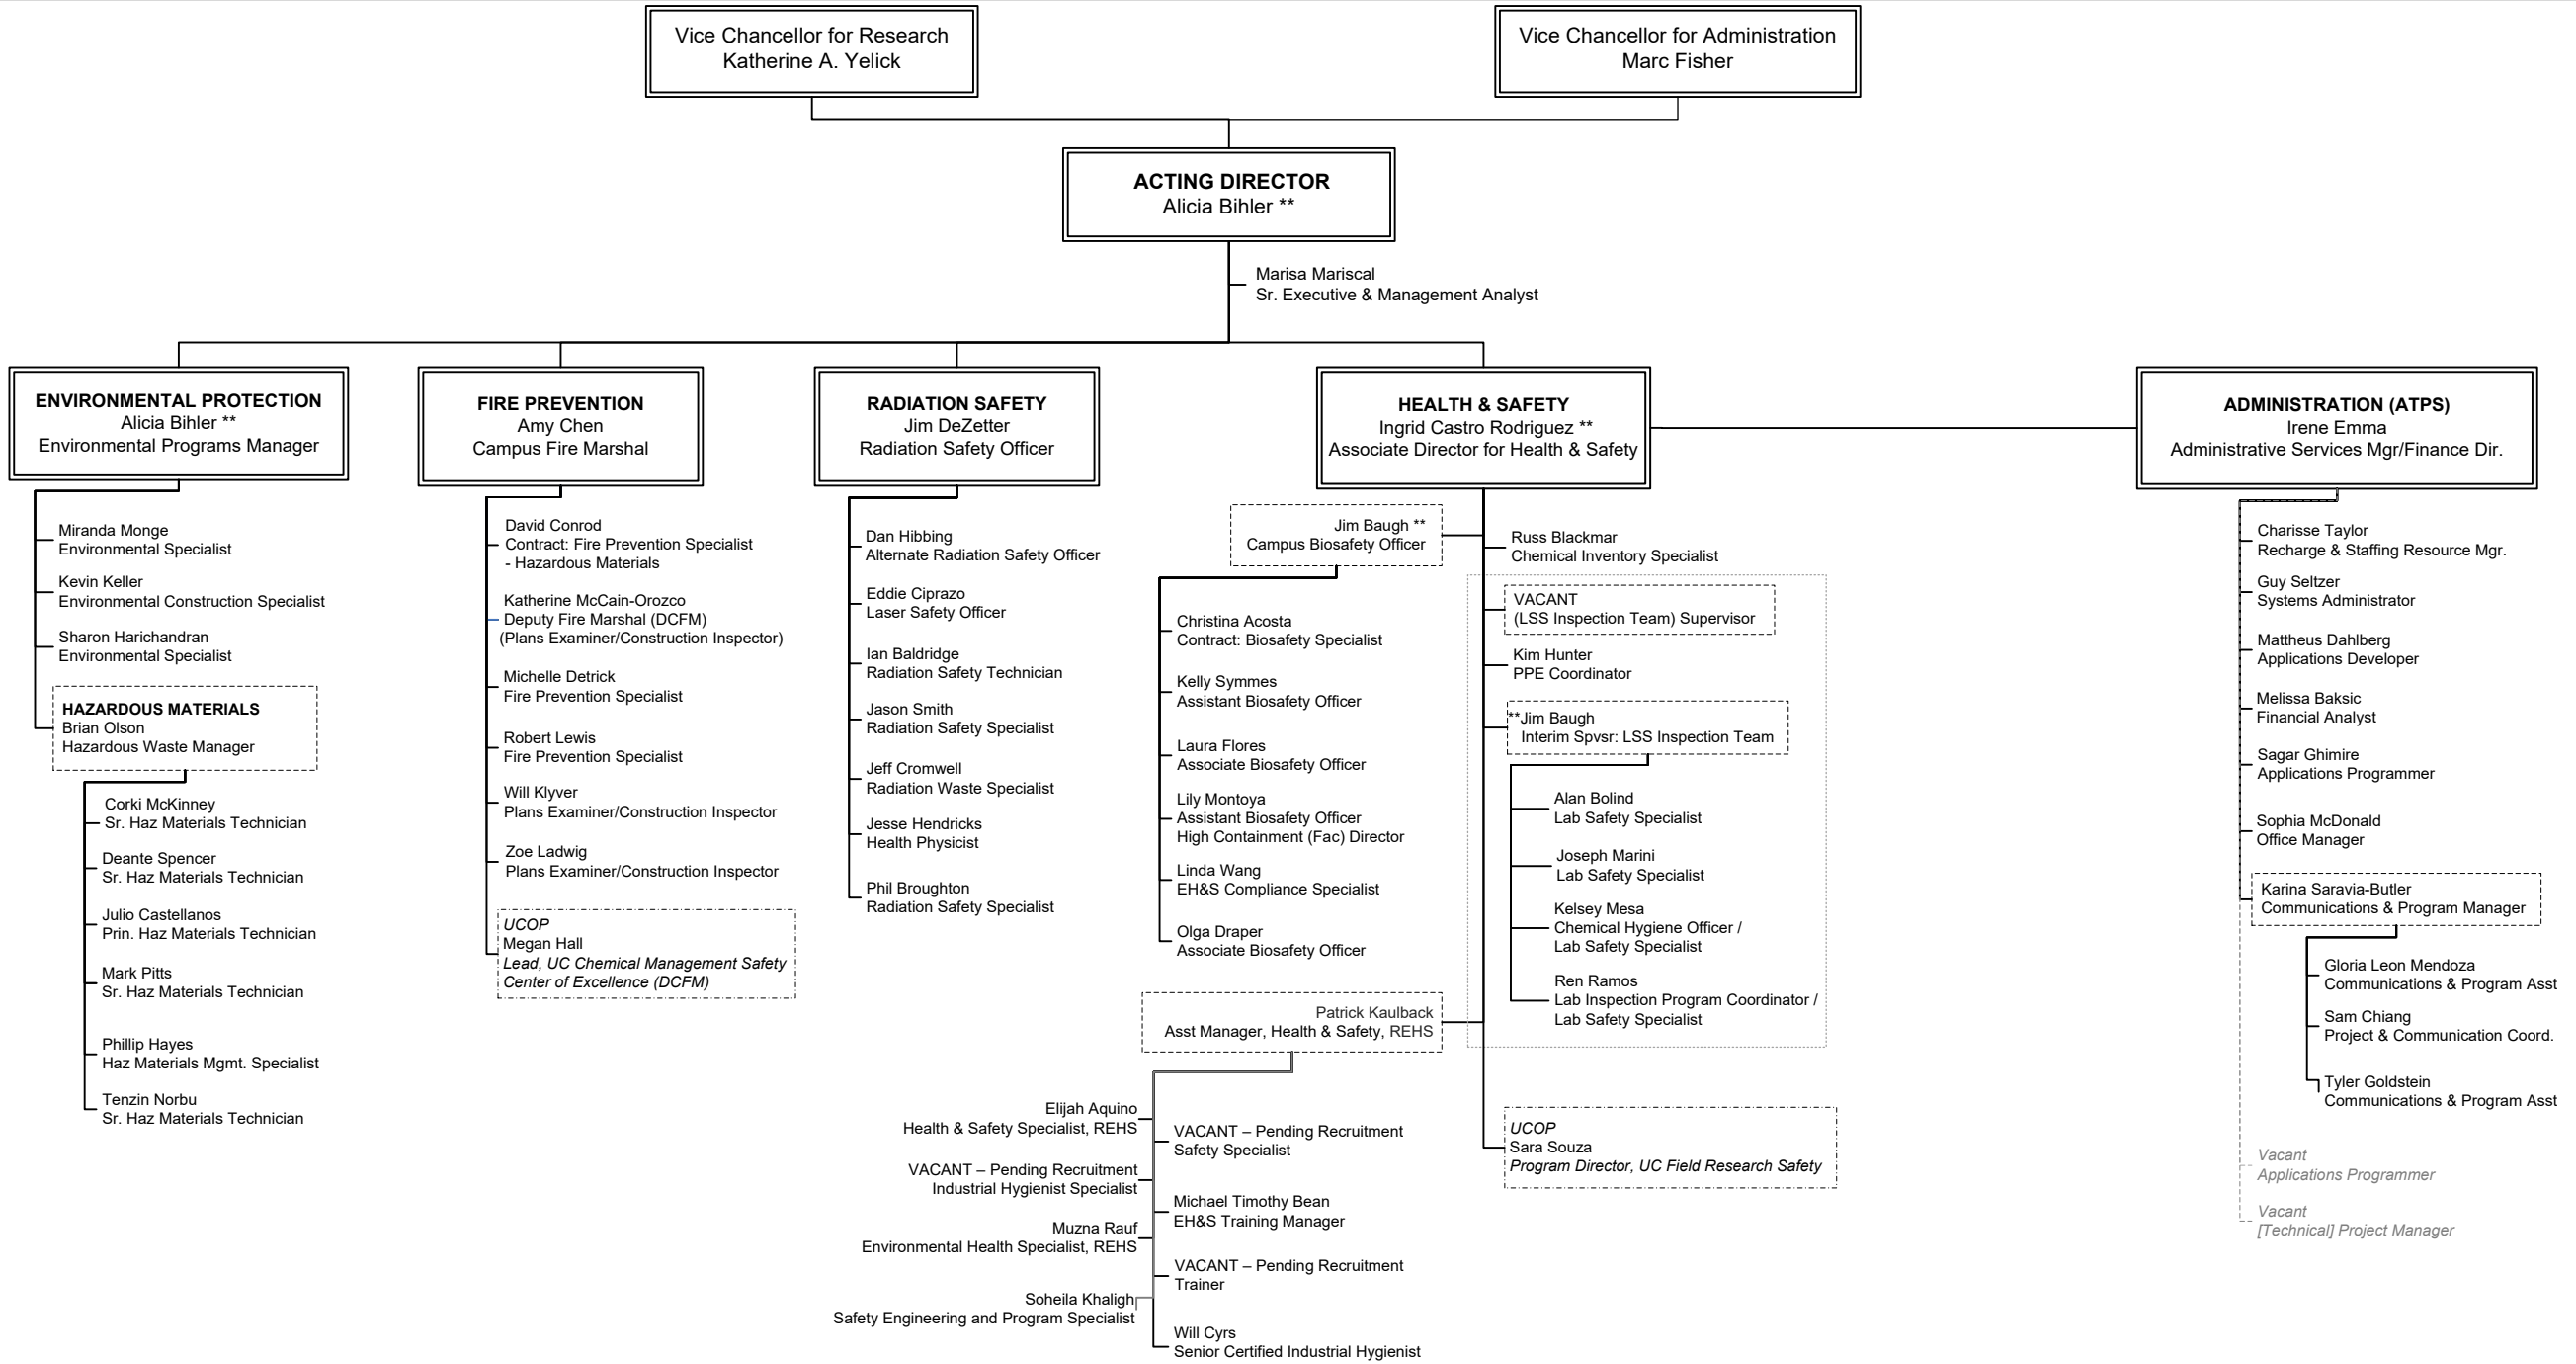 Vice Chancellor for Research
Katherine A. Yelick
Vice Chancellor for Administration
Marc Fisher
ACTING DIRECTOR
Alicia Bihler **
Marisa Mariscal
Sr. Executive & Management Analyst
ENVIRONMENTAL PROTECTION
Alicia Bihler **
Environmental Programs Manager
Miranda Monge
Environmental Specialist
Kevin Keller
Environmental Construction Specialist
Sharon Harichandran
Environmental Specialist
HAZARDOUS MATERIALS
Brian Olson
Hazardous Waste Manager
Corki McKinney
Sr. Haz Materials Technician
Deante Spencer
Sr. Haz Materials Technician
Julio Castellanos
Prin. Haz Materials Technician
Mark Pitts
Sr. Haz Materials Technician
Phillip Hayes
Haz Materials Mgmt. Specialist
Tenzin Norbu
Sr. Haz Materials Technician
FIRE PREVENTION
Amy Chen
Campus Fire Marshal
David Conrod
Contract: Fire Prevention Specialist
- Hazardous Materials
Katherine McCain-Orozco
Deputy Fire Marshal (DCFM)
(Plans Examiner/Construction Inspector)
Michelle Detrick
Fire Prevention Specialist
Robert Lewis
Fire Prevention Specialist
Will Klyver
Plans Examiner/Construction Inspector
Zoe Ladwig
Plans Examiner/Construction Inspector
UCOP
Megan Hall
Lead, UC Chemical Management Safety
Center of Excellence (DCFM)
RADIATION SAFETY
Jim DeZetter
Radiation Safety Officer
Dan Hibbing
Alternate Radiation Safety Officer
Eddie Ciprazo
Laser Safety Officer
Ian Baldridge
Radiation Safety Technician
Jason Smith
Radiation Safety Specialist
Jeff Cromwell
Radiation Waste Specialist
Jesse Hendricks
Health Physicist
Phil Broughton
Radiation Safety Specialist
HEALTH & SAFETY
Ingrid Castro Rodriguez **
Associate Director for Health & Safety
Jim Baugh **
Campus Biosafety Officer
Christina Acosta
Contract: Biosafety Specialist
Kelly Symmes
Assistant Biosafety Officer
Laura Flores
Associate Biosafety Officer
Lily Montoya
Assistant Biosafety Officer
High Containment (Fac) Director
Linda Wang
EH&S Compliance Specialist
Olga Draper
Associate Biosafety Officer
Russ Blackmar
Chemical Inventory Specialist
VACANT
(LSS Inspection Team) Supervisor
Kim Hunter
PPE Coordinator
**Jim Baugh
Interim Spvsr: LSS Inspection Team
Alan Bolind
Lab Safety Specialist
Joseph Marini
Lab Safety Specialist
Kelsey Mesa
Chemical Hygiene Officer /
Lab Safety Specialist
Ren Ramos
Lab Inspection Program Coordinator /
Lab Safety Specialist
Patrick Kaulback
Asst Manager, Health & Safety, REHS
Elijah Aquino
Health & Safety Specialist, REHS
VACANT – Pending Recruitment
Industrial Hygienist Specialist
Muzna Rauf
Environmental Health Specialist, REHS
Soheila Khaligh
Safety Engineering and Program Specialist
VACANT – Pending Recruitment
Safety Specialist
Michael Timothy Bean
EH&S Training Manager
VACANT – Pending Recruitment
Trainer
Will Cyrs
Senior Certified Industrial Hygienist
UCOP
Sara Souza
Program Director, UC Field Research Safety
ADMINISTRATION (ATPS)
Irene Emma
Administrative Services Mgr/Finance Dir.
Charisse Taylor
Recharge & Staffing Resource Mgr.
Guy Seltzer
Systems Administrator
Mattheus Dahlberg
Applications Developer
Melissa Baksic
Financial Analyst
Sagar Ghimire
Applications Programmer
Sophia McDonald
Office Manager
Karina Saravia-Butler
Communications & Program Manager
Gloria Leon Mendoza
Communications & Program Asst
Sam Chiang
Project & Communication Coord.
Tyler Goldstein
Communications & Program Asst
Vacant
Applications Programmer
Vacant
[Technical] Project Manager